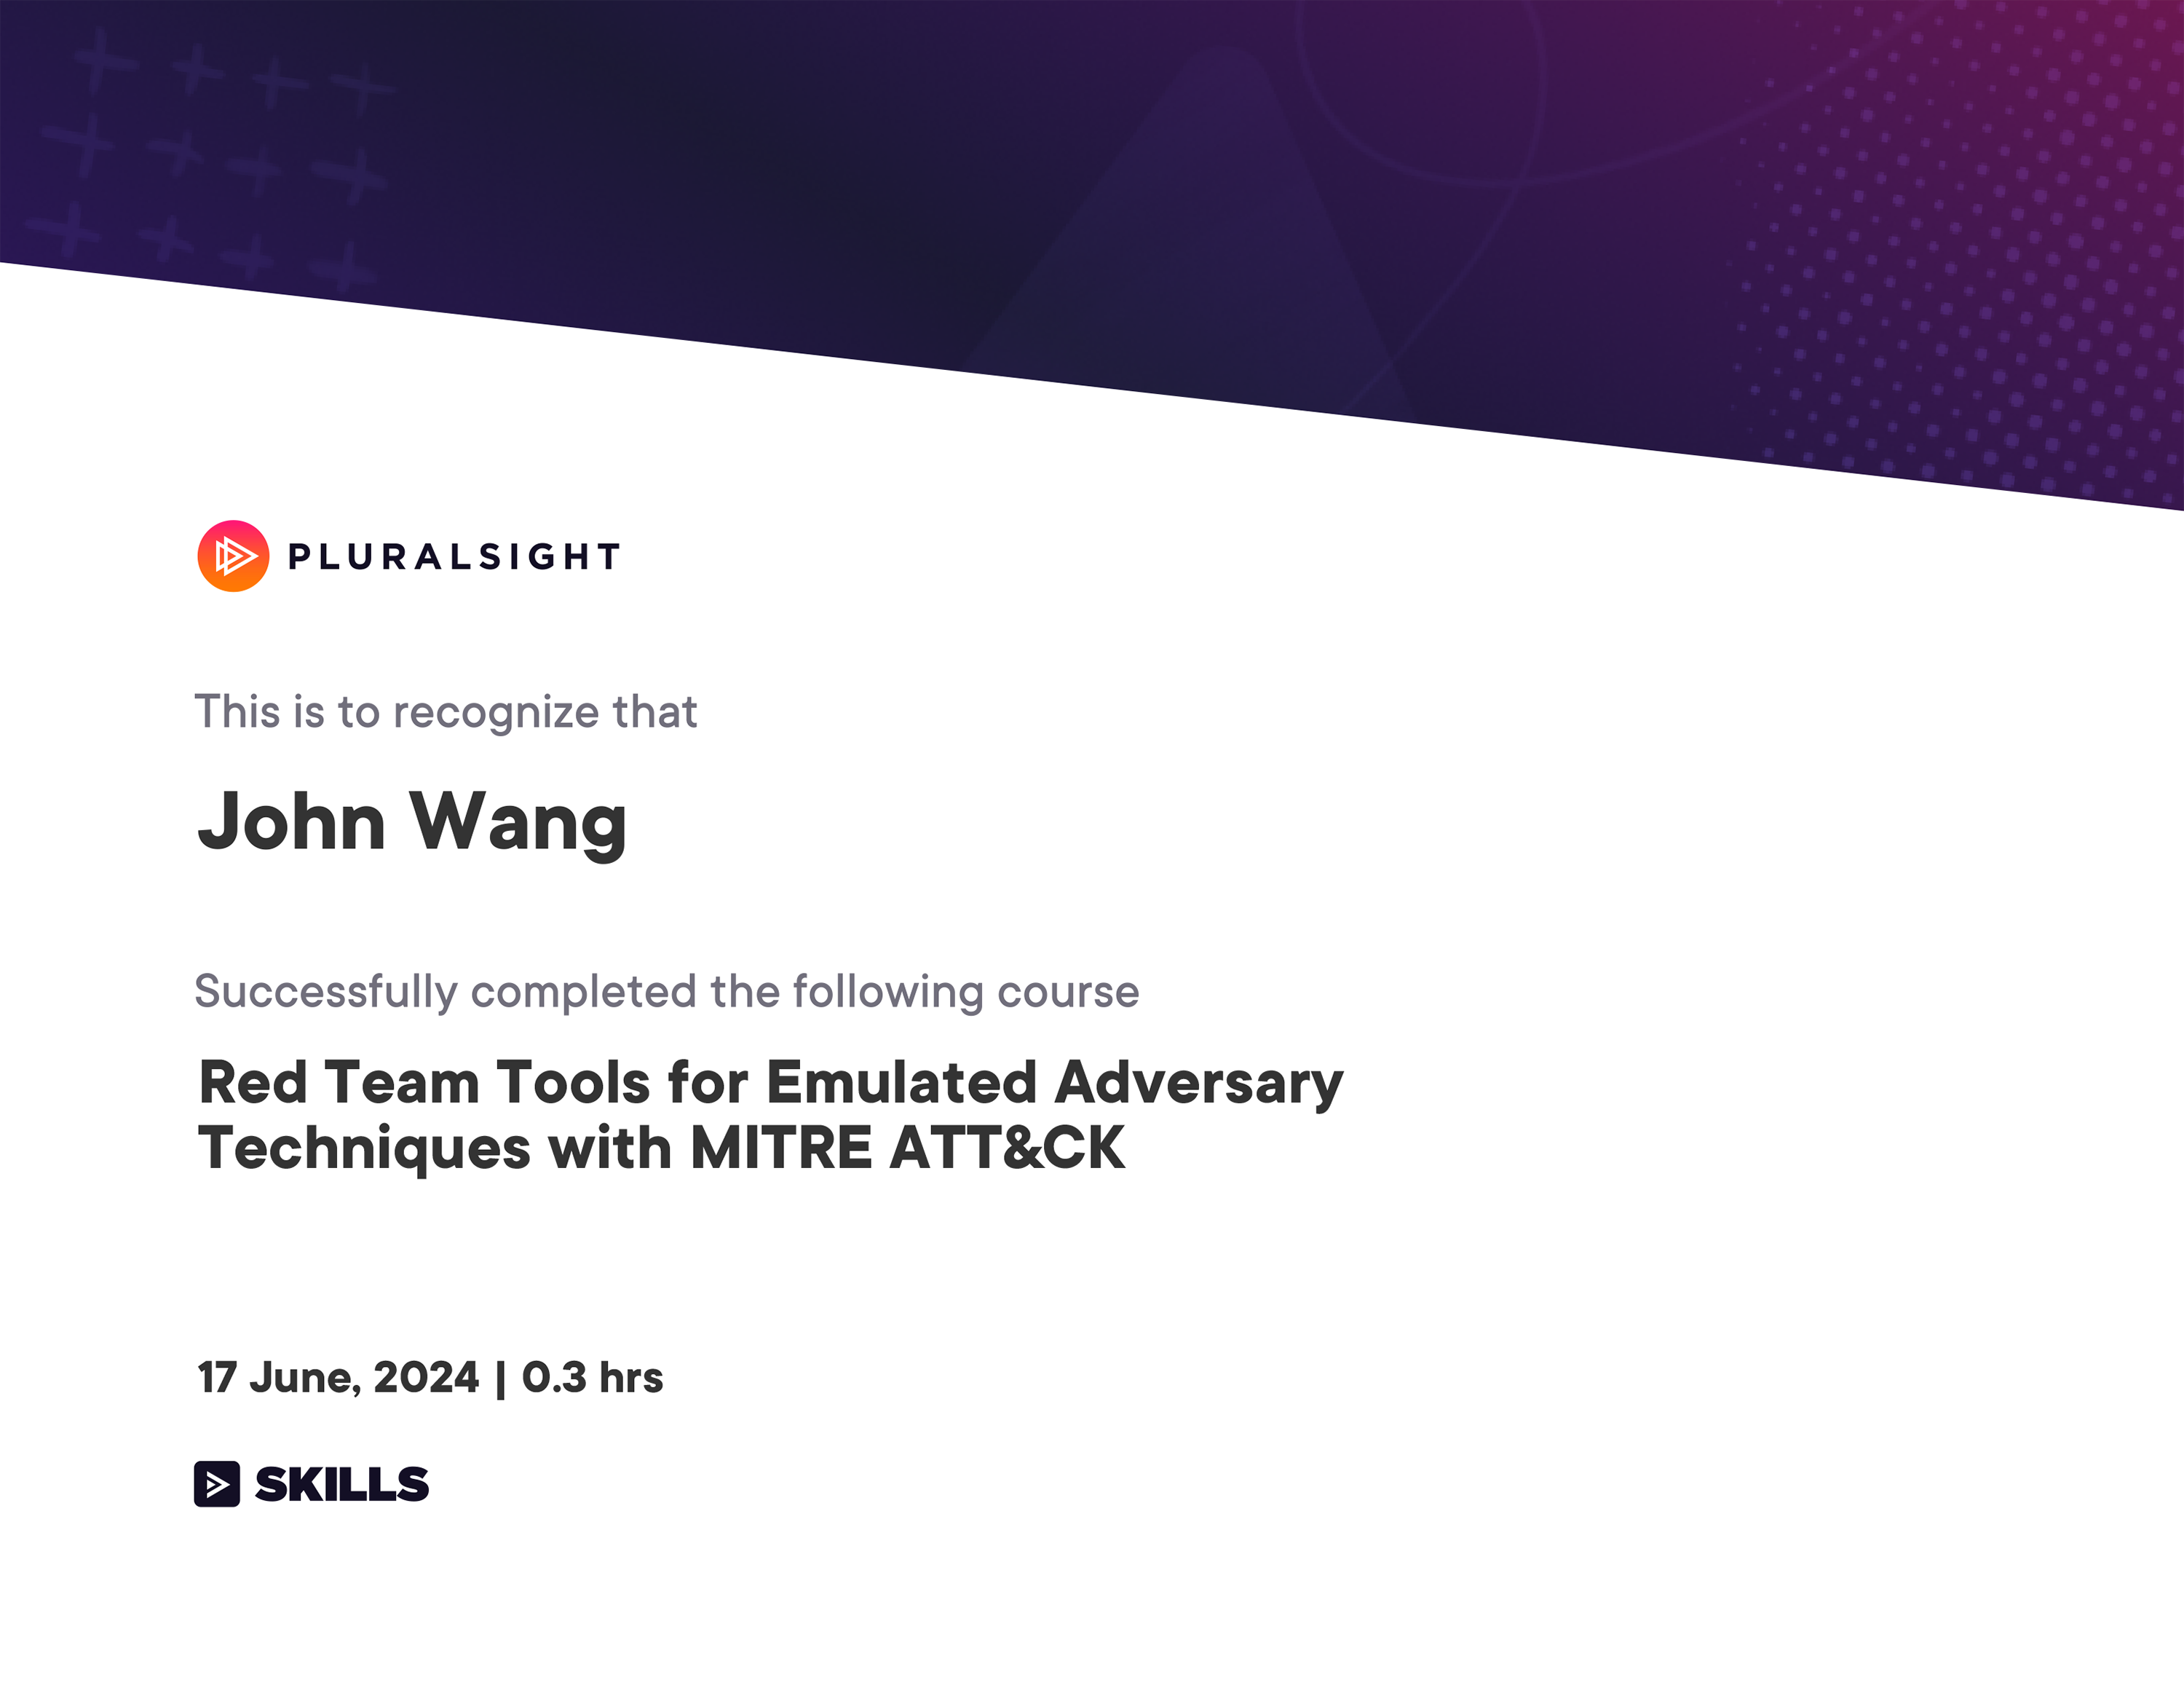 PLURALSIGHT
This is to recognize that
John Wang
Successfully completed the following course
Red Team Tools for Emulated Adversary
Techniques with MITRE ATT&CK
17 June, 2024 | 0.3 hrs
SKILLS